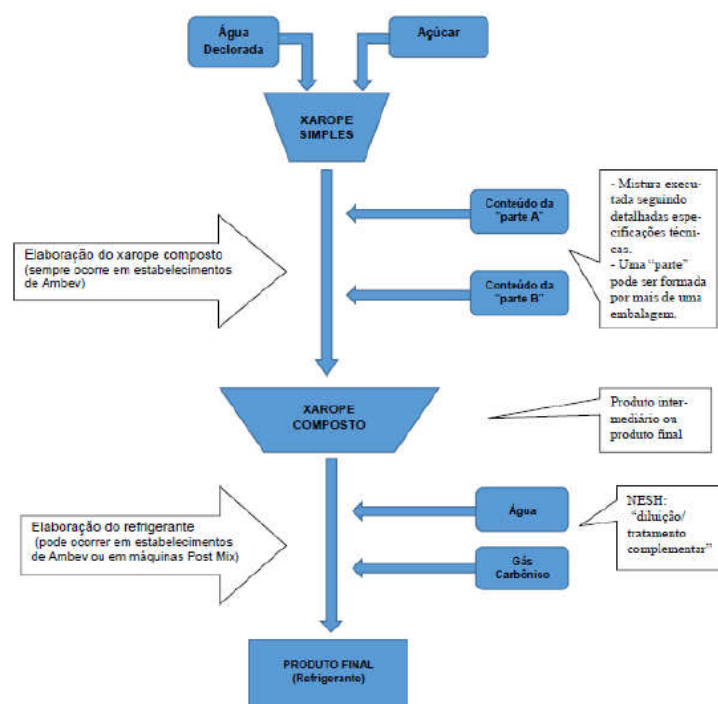 Água
Declorada
Açúcar
XAROPE
SIMPLES
Conteúdo da
"parte A"
- Mistura execu-
tada seguindo
detalhadas espe-
cificações técni-
cas.
- Uma “parte”
pode ser formada
por mais de uma
embalagem.
Elaboração do xarope composto
(sempre ocorre em estabelecimentos
de Ambev)
Conteúdo da
"parte B"
XAROPE
COMPOSTO
Produto inter-
mediário ou
produto final
Elaboração do refrigerante
(pode ocorrer em estabelecimentos
de Ambev ou em máquinas Post Mix)
Água
NESH:
“diluição/
tratamento
complementar”
Gás
Carbônico
PRODUTO FINAL
(Refrigerante)